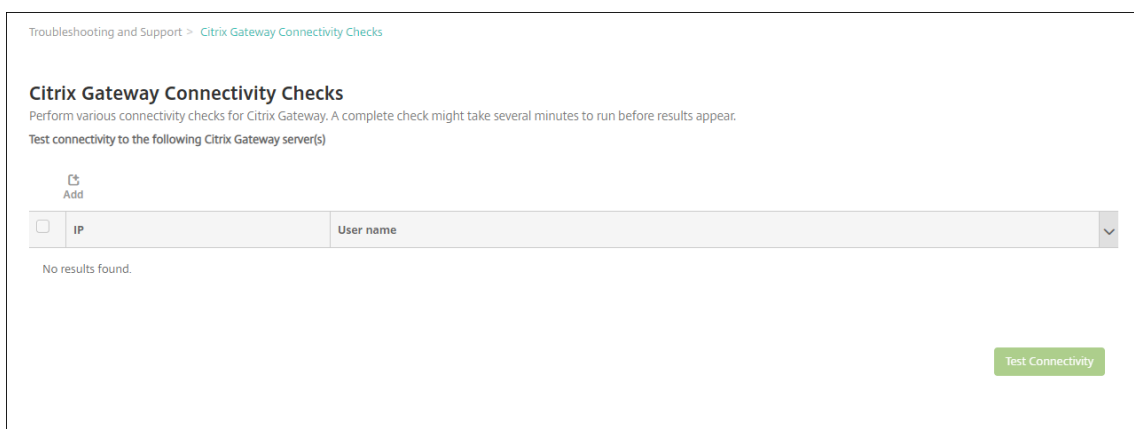 Troubleshooting and Support > Citrix Gateway Connectivity Checks
Citrix Gateway Connectivity Checks
Perform various connectivity checks for Citrix Gateway. A complete check might take several minutes to run before results appear.
Test connectivity to the following Citrix Gateway server(s)
Add
IP User name
No results found.
Test Connectivity